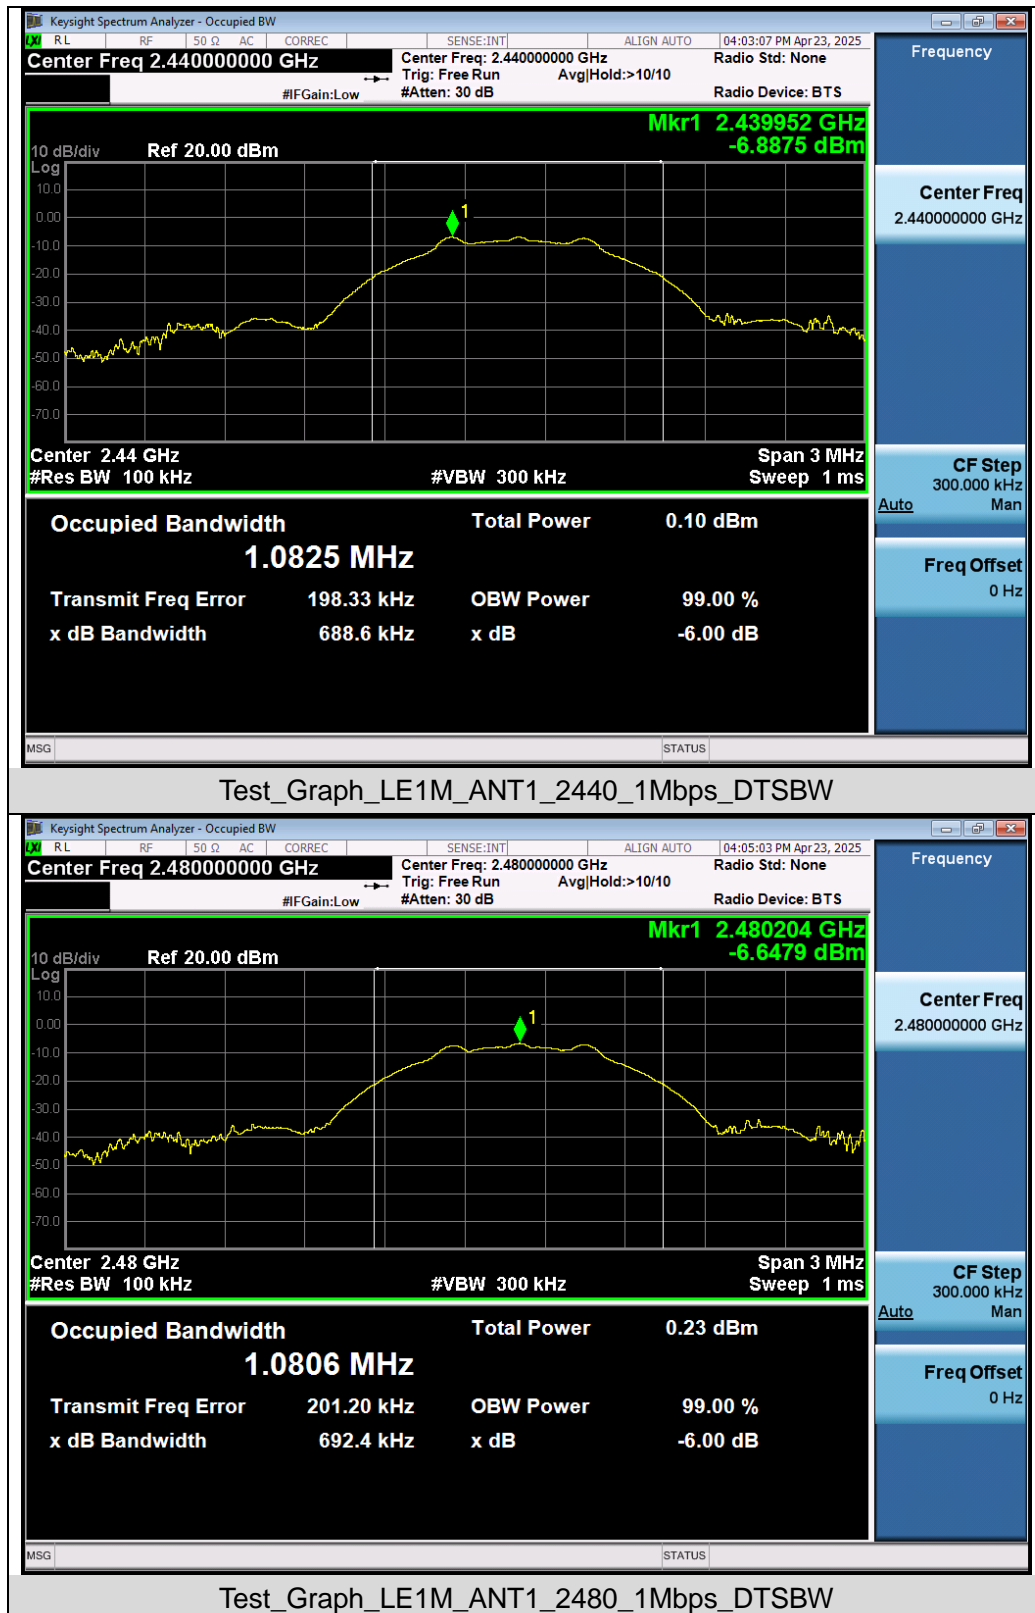 Keysight Spectrum Analyzer - Occupied BW
LXI RL RF 50 Ω AC CORREC SENSE:INT ALIGN AUTO 04:03:07 PM Apr 23, 2025
Center Freq 2.440000000 GHz
Center Freq: 2.440000000 GHz
Radio Std: None
Trig: Free Run Avg|Hold:>10/10
#IFGain:Low
#Atten: 30 dB
Radio Device: BTS
Mkr1 2.439952 GHz
-6.8875 dBm
10 dB/div Ref 20.00 dBm
Log
10.0
0.00
-10.0
-20.0
-30.0
-40.0
-50.0
-60.0
-70.0
1
Center 2.44 GHz Span 3 MHz
#Res BW 100 kHz #VBW 300 kHz Sweep 1 ms
Occupied Bandwidth Total Power 0.10 dBm
1.0825 MHz
Transmit Freq Error 198.33 kHz OBW Power 99.00 %
x dB Bandwidth 688.6 kHz x dB -6.00 dB
MSG STATUS
Frequency
Center Freq
2.440000000 GHz
CF Step
300.000 kHz
Auto Man
Freq Offset
0 Hz
Test_Graph_LE1M_ANT1_2440_1Mbps_DTSBW
Keysight Spectrum Analyzer - Occupied BW
LXI RL RF 50 Ω AC CORREC SENSE:INT ALIGN AUTO 04:05:03 PM Apr 23, 2025
Center Freq 2.480000000 GHz
Center Freq: 2.480000000 GHz
Radio Std: None
Trig: Free Run Avg|Hold:>10/10
#IFGain:Low
#Atten: 30 dB
Radio Device: BTS
Mkr1 2.480204 GHz
-6.6479 dBm
10 dB/div Ref 20.00 dBm
Log
10.0
0.00
-10.0
-20.0
-30.0
-40.0
-50.0
-60.0
-70.0
1
Center 2.48 GHz Span 3 MHz
#Res BW 100 kHz #VBW 300 kHz Sweep 1 ms
Occupied Bandwidth Total Power 0.23 dBm
1.0806 MHz
Transmit Freq Error 201.20 kHz OBW Power 99.00 %
x dB Bandwidth 692.4 kHz x dB -6.00 dB
MSG STATUS
Frequency
Center Freq
2.480000000 GHz
CF Step
300.000 kHz
Auto Man
Freq Offset
0 Hz
Test_Graph_LE1M_ANT1_2480_1Mbps_DTSBW